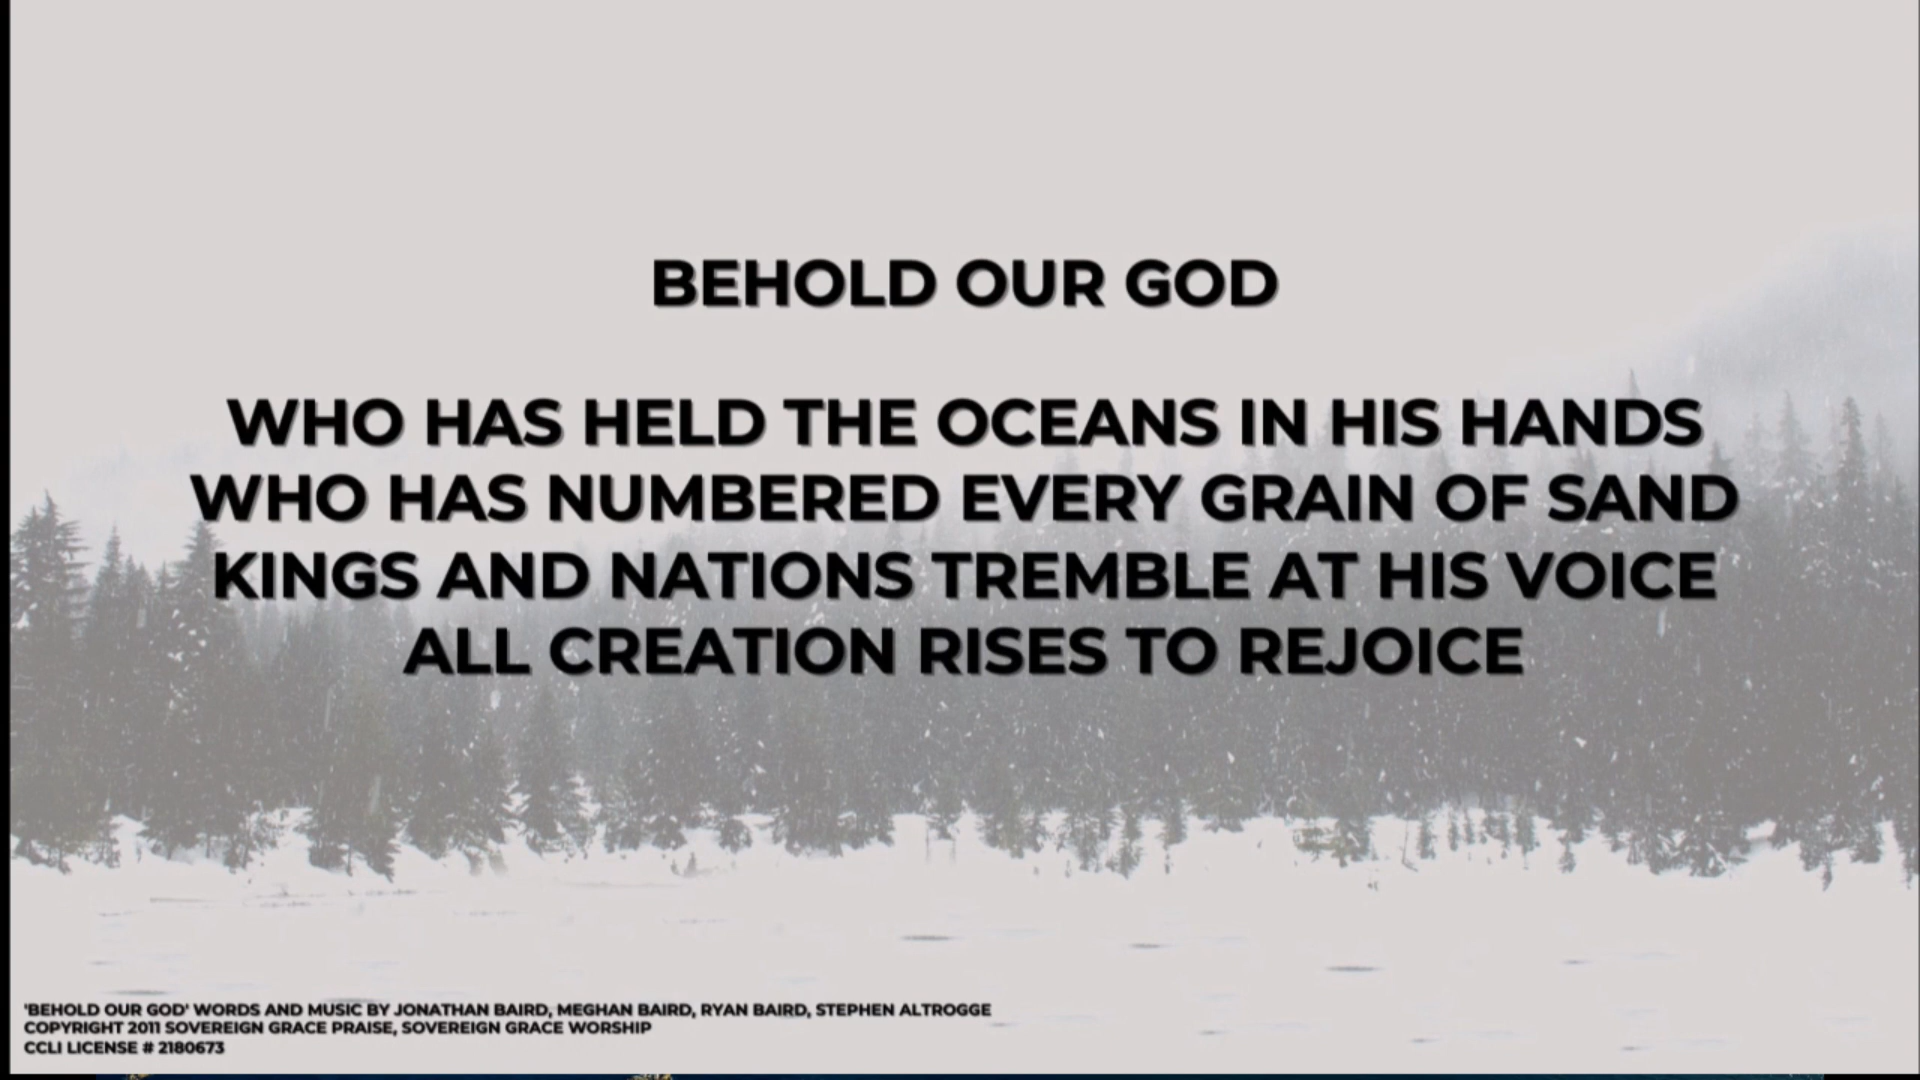 BEHOLD OUR GOD
WHO HAS HELD THE OCEANS IN HIS HANDS
WHO HAS NUMBERED EVERY GRAIN OF SAND
KINGS AND NATIONS TREMBLE AT HIS VOICE
ALL CREATION RISES TO REJOICE
'BEHOLD OUR GOD' WORDS AND MUSIC BY JONATHAN BAIRD, MEGHAN BAIRD, RYAN BAIRD, STEPHEN ALTROGGE
COPYRIGHT 2011 SOVEREIGN GRACE PRAISE, SOVEREIGN GRACE WORSHIP
CCLI LICENSE # 2180673